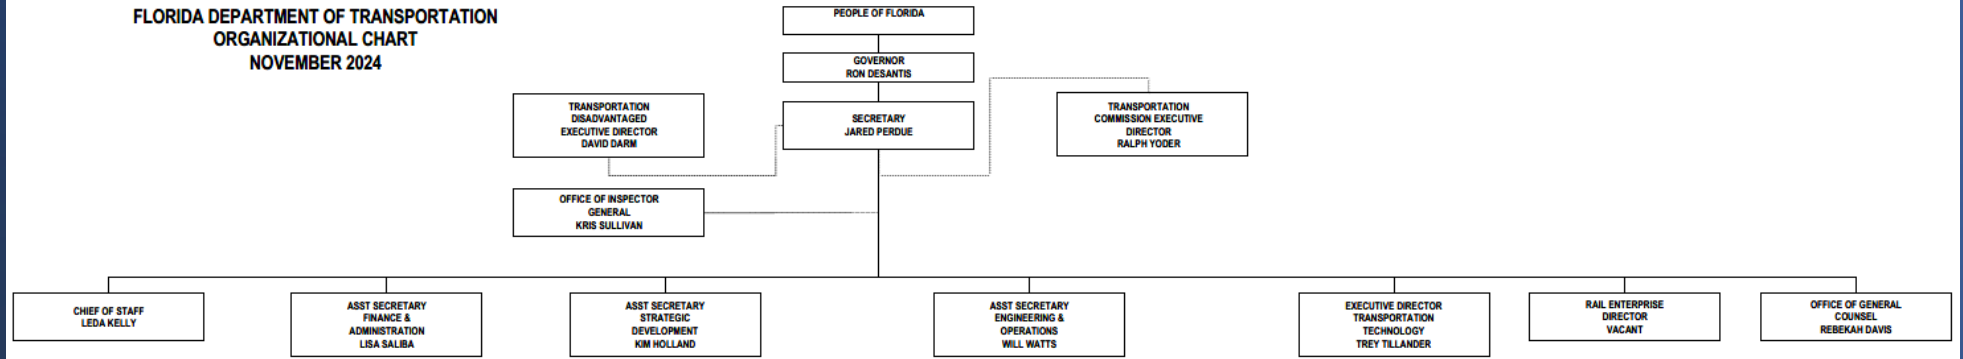 FLORIDA DEPARTMENT OF TRANSPORTATION
ORGANIZATIONAL CHART
NOVEMBER 2024
PEOPLE OF FLORIDA
GOVERNOR
RON DESANTIS
TRANSPORTATION
DISADVANTAGED
EXECUTIVE DIRECTOR
DAVID DARM
SECRETARY
JARED PERDUE
TRANSPORTATION
COMMISSION EXECUTIVE
DIRECTOR
RALPH YODER
OFFICE OF INSPECTOR
GENERAL
KRIS SULLIVAN
CHIEF OF STAFF
LEDA KELLY
ASST SECRETARY
FINANCE &
ADMINISTRATION
LISA SALIBA
ASST SECRETARY
STRATEGIC
DEVELOPMENT
KIM HOLLAND
ASST SECRETARY
ENGINEERING &
OPERATIONS
WILL WATTS
EXECUTIVE DIRECTOR
TRANSPORTATION
TECHNOLOGY
TREY TILLANDER
RAIL ENTERPRISE
DIRECTOR
VACANT
OFFICE OF GENERAL
COUNSEL
REBEKAH DAVIS